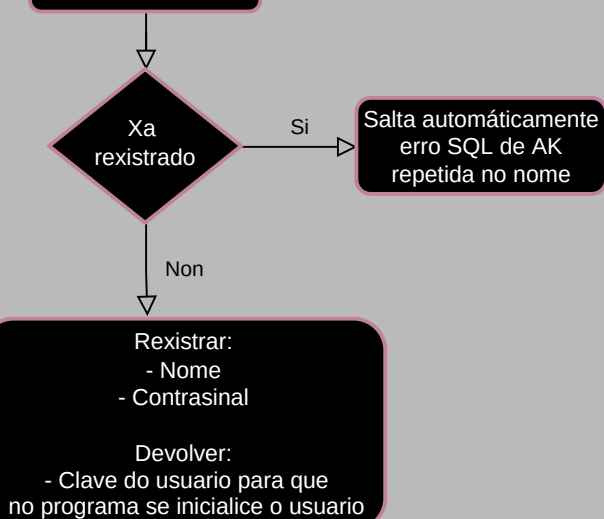 Xa
rexistrado
Si
Salta automáticamente
erro SQL de AK
repetida no nome
Non
Rexistrar:
- Nome
- Contrasinal
Devolver:
- Clave do usuario para que
no programa se inicialice o usuario